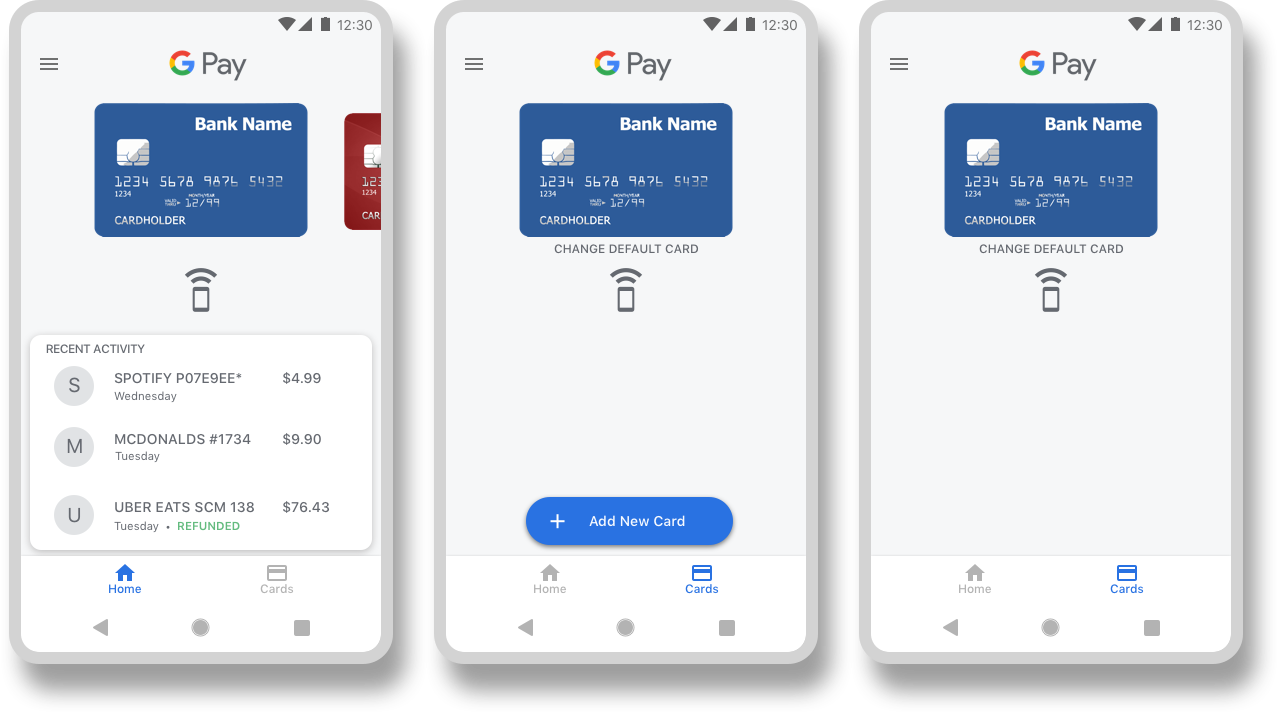 12:30
G Pay
Bank Name
1234 5678 9876 5432
1234
MONTH/YEAR
VALID THRU 12/99
CARDHOLDER
123
1234
CAR
RECENT ACTIVITY
S SPOTIFY P07E9EE* $4.99
Wednesday
M MCDONALDS #1734 $9.90
Tuesday
U UBER EATS SCM 138 $76.43
Tuesday • REFUNDED
Home Cards
12:30
G Pay
Bank Name
1234 5678 9876 5432
1234
MONTH/YEAR
VALID THRU 12/99
CARDHOLDER
CHANGE DEFAULT CARD
+ Add New Card
Home Cards
12:30
G Pay
Bank Name
1234 5678 9876 5432
1234
MONTH/YEAR
VALID THRU 12/99
CARDHOLDER
CHANGE DEFAULT CARD
Home Cards